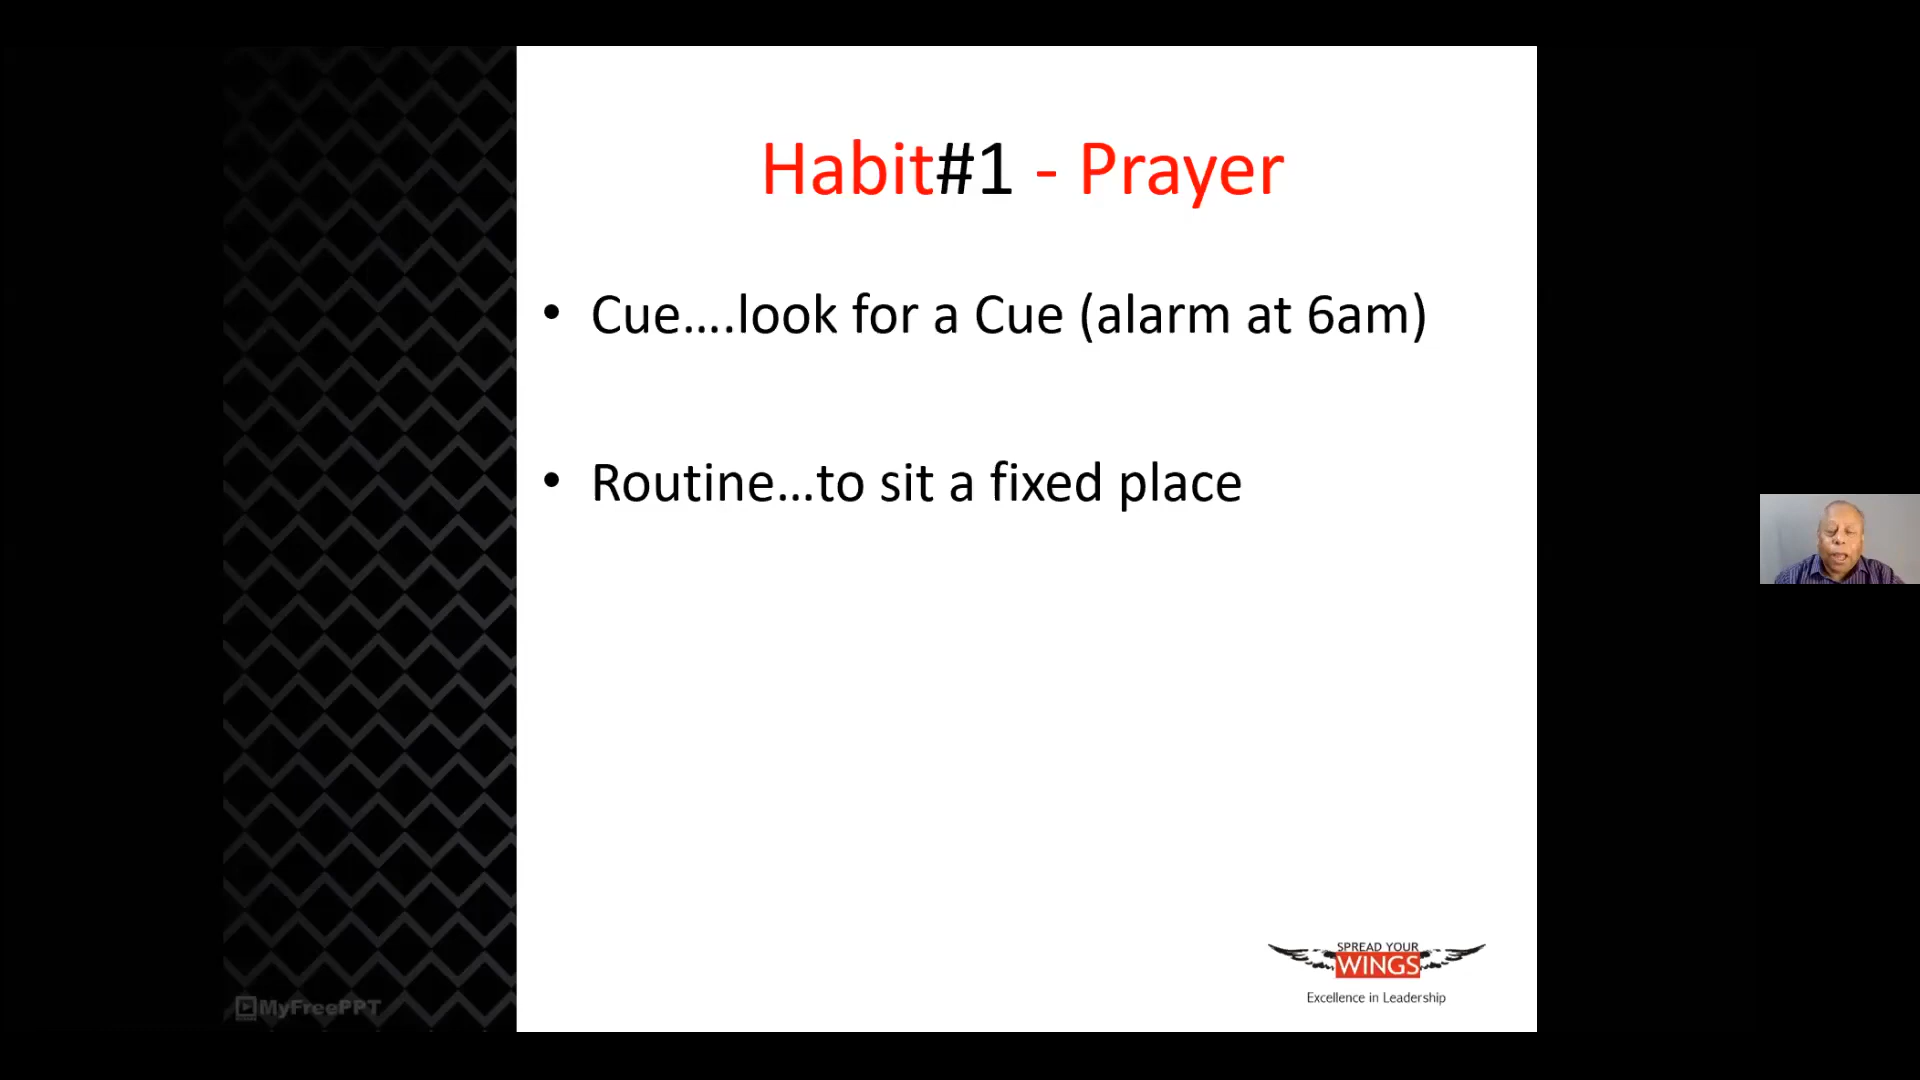 Habit#1 - Prayer
• Cue....look for a Cue (alarm at 6am)
• Routine...to sit a fixed place
SPREAD YOUR
WINGS
Excellence in Leadership
MyFreePPT